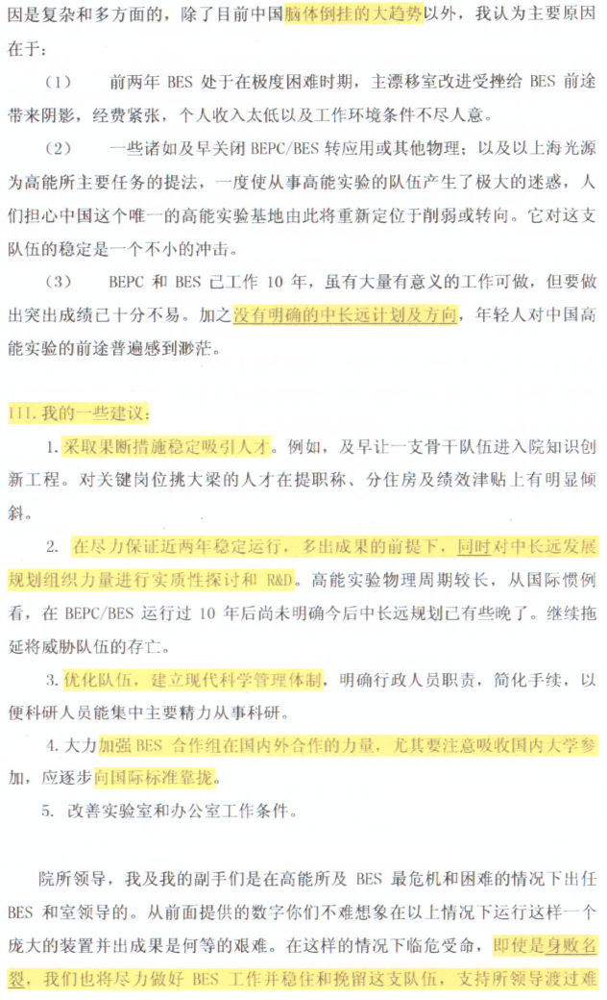 因是复杂和多方面的，除了目前中国脑体倒挂的大趋势以外，我认为主要原因
在于：
（1） 前两年 BES 处于在极度困难时期，主漂移室改进受挫给 BES 前途
带来阴影，经费紧张，个人收入太低以及工作环境条件不尽人意。
（2） 一些诸如及早关闭 BEPC/BES 转应用或其他物理；以及以上海光源
为高能所主要任务的提法，一度使从事高能实验的队伍产生了极大的迷惑，人
们担心中国这个唯一的高能实验基地由此将重新定位于削弱或转向。它对这支
队伍的稳定是一个不小的冲击。
（3） BEPC 和 BES 已工作 10 年，虽有大量有意义的工作可做，但要做
出突出成绩已十分不易。加之没有明确的中长远计划及方向，年轻人对中国高
能实验的前途普遍感到渺茫。
III.我的一些建议：
1.采取果断措施稳定吸引人才。例如，及早让一支骨干队伍进入院知识创
新工程。对关键岗位挑大梁的人才在提职称、分住房及绩效津贴上有明显倾
斜。
2. 在尽力保证近两年稳定运行，多出成果的前提下，同时对中长远发展
规划组织力量进行实质性探讨和 R&D。高能实验物理周期较长，从国际惯例
看，在 BEPC/BES 运行过 10 年后尚未明确今后中长远规划已有些晚了。继续拖
延将威胁队伍的存亡。
3.优化队伍，建立现代科学管理体制，明确行政人员职责，简化手续，以
便科研人员能集中主要精力从事科研。
4.大力加强BES 合作组在国内外合作的力量，尤其要注意吸收国内大学参
加，应逐步向国际标准靠拢。
5. 改善实验室和办公室工作条件。
院所领导，我及我的副手们是在高能所及 BES 最危机和困难的情况下出任
BES 和室领导的。从前面提供的数字你们不难想象在以上情况下运行这样一个
庞大的装置并出成果是何等的艰难。在这样的情况下临危受命，即使是身败名
裂，我们也将尽力做好 BES 工作并稳住和挽留这支队伍，支持所领导渡过难